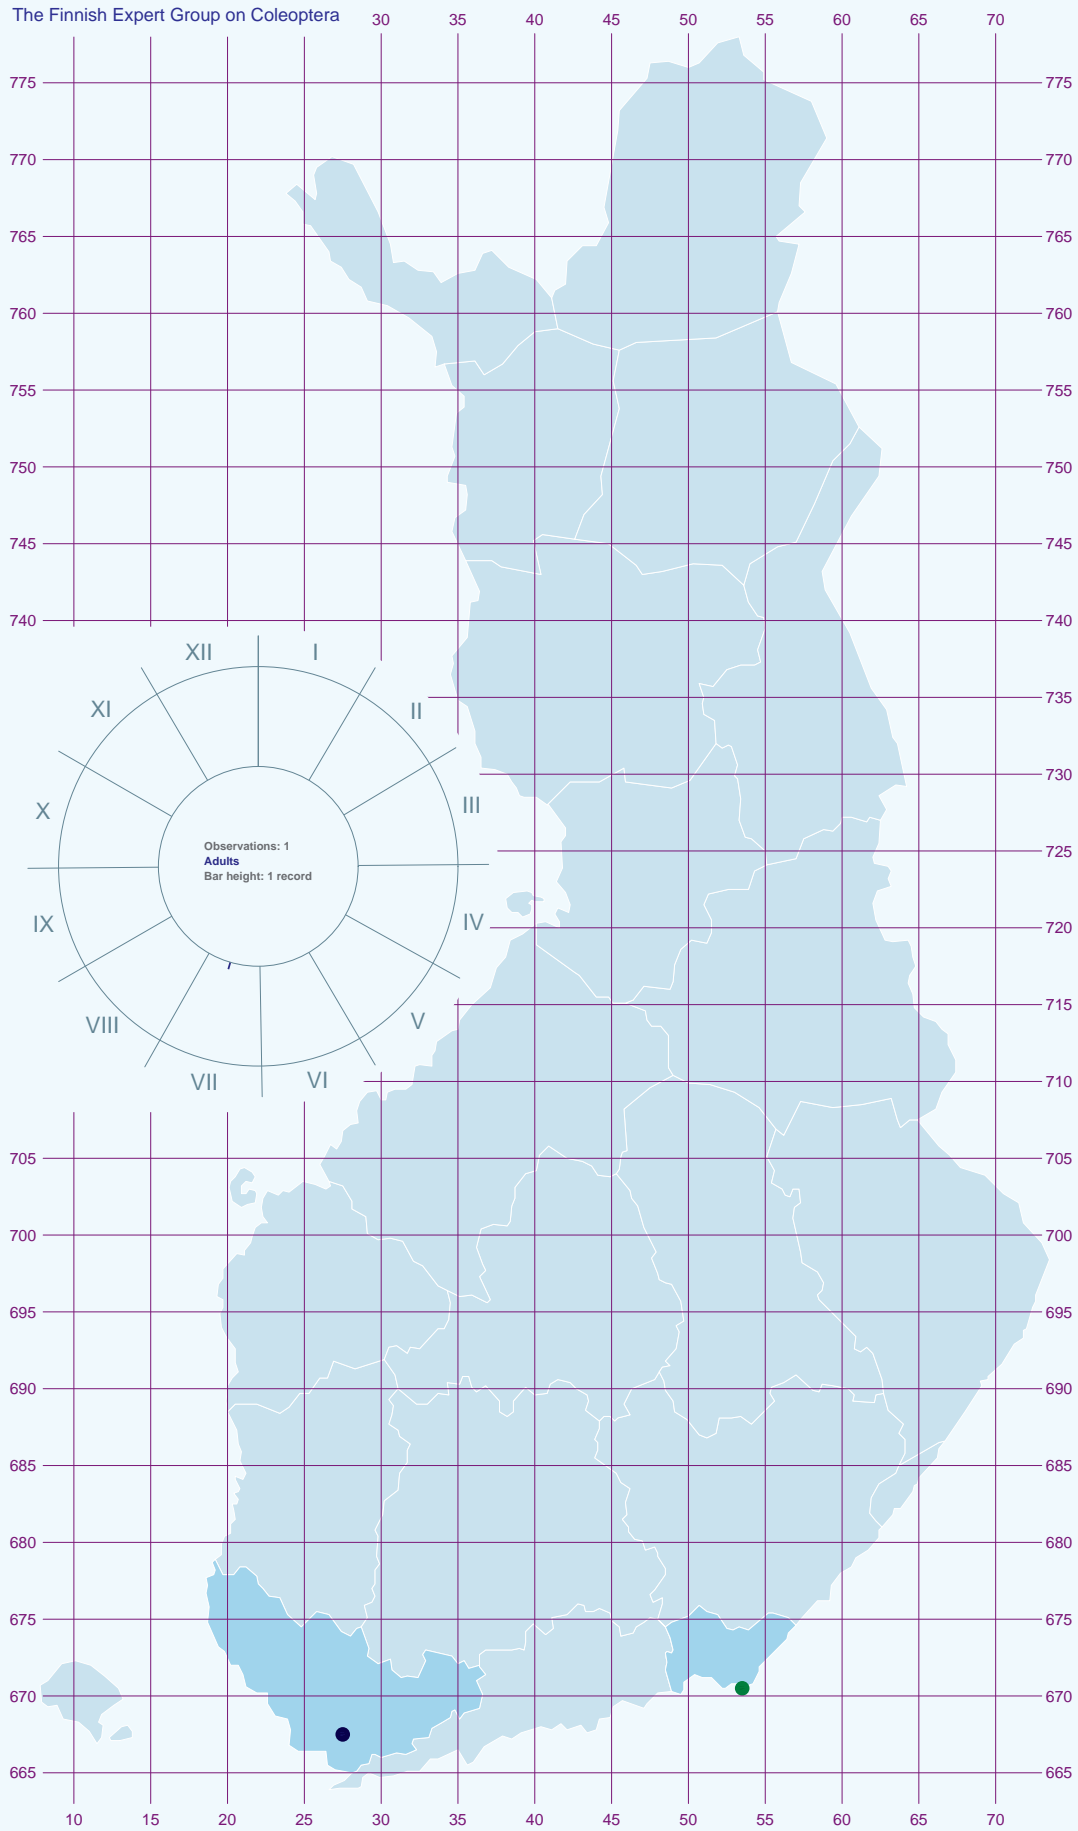 The Finnish Expert Group on Coleoptera
30 35 40 45 50 55 60 65 70
775 775
770 770
765 765
760 760
755 755
750 750
745 745
740 740
XII I
XI II
735
730
X III
Observations: 1
Adults
Bar height: 1 record
725
IX IV
720
VIII V
715
VII VI
710
705 705
700 700
695 695
690 690
685 685
680 680
675 675
670 670
665 665
10 15 20 25 30 35 40 45 50 55 60 65 70